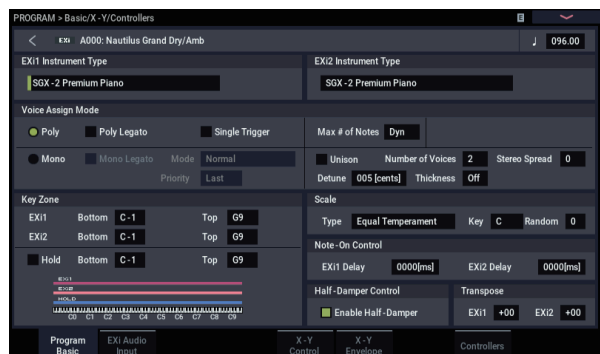 PROGRAM > Basic/X-Y/Controllers
E
< EXi A000: Nautilus Grand Dry/Amb ♩ 096.00
EXi1 Instrument Type
SGX-2 Premium Piano
EXi2 Instrument Type
SGX-2 Premium Piano
Voice Assign Mode
Poly Poly Legato Single Trigger Max # of Notes Dyn
Mono Mono Legato Mode Normal
Priority Last
Unison Number of Voices 2 Stereo Spread 0
Detune 005 [cents] Thickness Off
Key Zone
EXi1 Bottom C-1 Top G9
EXi2 Bottom C-1 Top G9
Hold Bottom C-1 Top G9
EXi1
EXi2
HOLD
C0 C1 C2 C3 C4 C5 C6 C7 C8 C9
Scale
Type Equal Temperament Key C Random 0
Note-On Control
EXi1 Delay 0000[ms] EXi2 Delay 0000[ms]
Half-Damper Control
Enable Half-Damper
Transpose
EXi1 +00 EXi2 +00
Program Basic
EXi Audio Input
X-Y Control
X-Y Envelope
Controllers